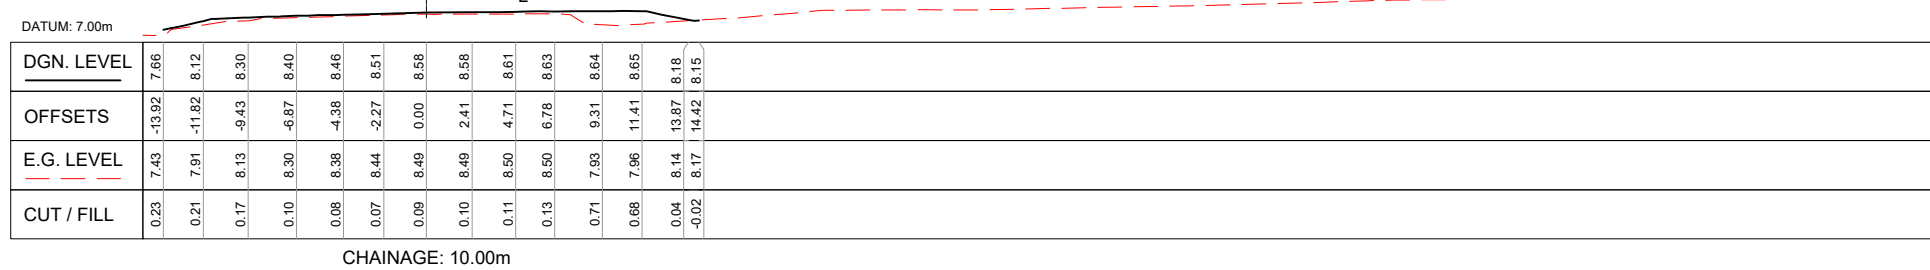 DATUM: 7.00m
DGN. LEVEL 7.66 8.12 8.30 8.40 8.46 8.51 8.58 8.58 8.61 8.63 8.64 8.65 8.18 8.15
OFFSETS -13.92 -11.82 -9.43 -6.87 -4.38 -2.27 0.00 2.41 4.71 6.78 9.31 11.41 13.87 14.42
E.G. LEVEL 7.43 7.91 8.13 8.30 8.38 8.44 8.49 8.49 8.50 8.50 7.93 7.96 8.14 8.17
CUT / FILL 0.23 0.21 0.17 0.10 0.08 0.07 0.09 0.10 0.11 0.13 0.71 0.68 0.04 -0.02
CHAINAGE: 10.00m